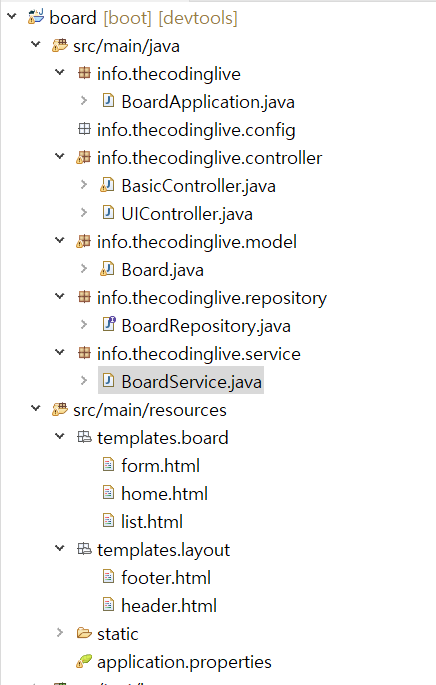 board [boot] [devtools]
src/main/java
info.thecodinglive
BoardApplication.java
info.thecodinglive.config
info.thecodinglive.controller
BasicController.java
UIController.java
info.thecodinglive.model
Board.java
info.thecodinglive.repository
BoardRepository.java
info.thecodinglive.service
BoardService.java
src/main/resources
templates.board
form.html
home.html
list.html
templates.layout
footer.html
header.html
static
application.properties